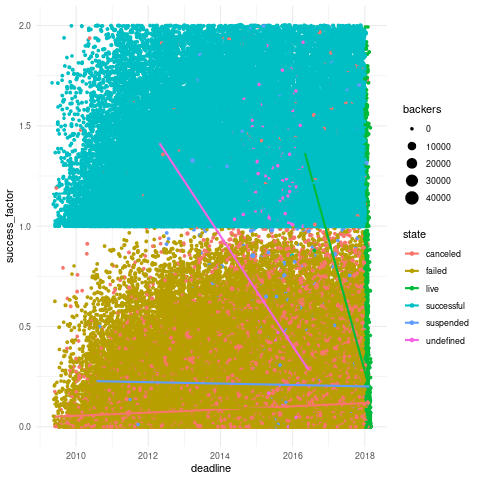 2.0
1.5
1.0
0.5
0.0
success_factor
2010 2012 2014 2016 2018
deadline
backers
0
10000
20000
30000
40000
state
canceled
failed
live
successful
suspended
undefined